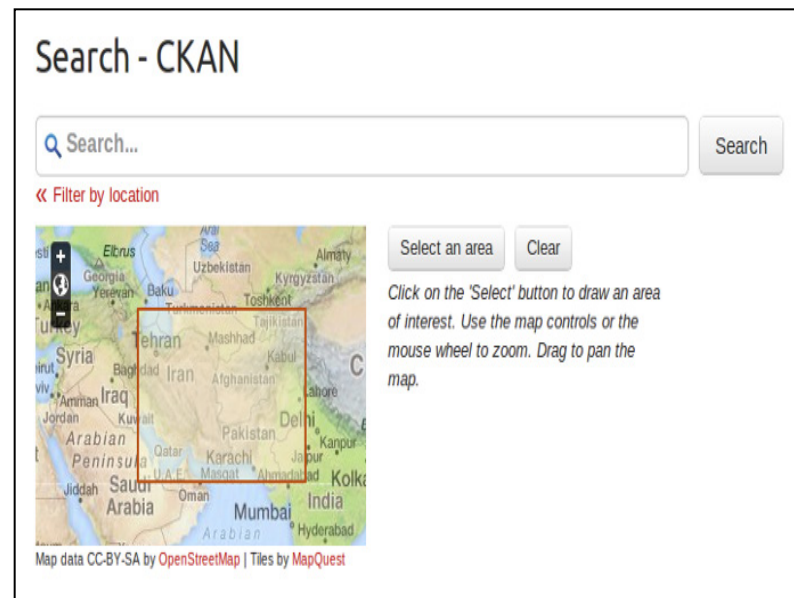 Search - CKAN
Search...
Search
« Filter by location
Select an area
Clear
Click on the 'Select' button to draw an area
of interest. Use the map controls or the
mouse wheel to zoom. Drag to pan the
map.
+
−
Elbrus
Aral
Sea
Almaty
Georgia
Uzbekistan
Kyrgyzstan
Yerevan
Baku
Toshkent
Ankara
Turkmenistan
Tajikistan
Turkey
Tehran
Mashhad
Kabul
Syria
Baghdad
Iran
Afghanistan
Amman
Iraq
Lahore
Jordan
Kuwait
Delhi
Arabian
Peninsula
Pakistan
Kanpur
Qatar
Karachi
Jaipur
U.A.E.
Masqat
Ahmadabad
Kolka
Jiddah
Saudi
Arabia
Oman
India
Mumbai
Arabian
Hyderabad
Map data CC-BY-SA by OpenStreetMap | Tiles by MapQuest